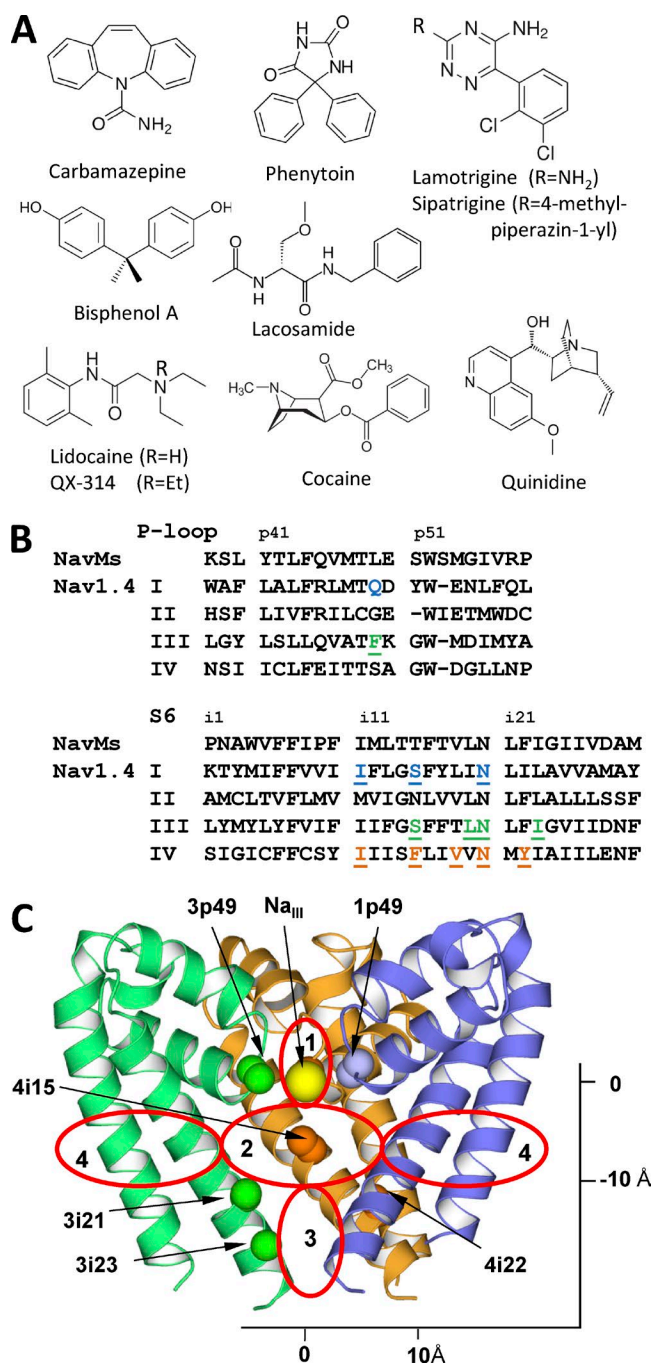 A
R
N
NH2
N
N
N
O
NH2
HN
O
NH
O
Cl
Cl
Carbamazepine
Phenytoin
Lamotrigine (R=NH2)
Sipatrigine (R=4-methyl-
piperazin-1-yl)
HO
OH
O
O
H
N
N
H
O
Bisphenol A
Lacosamide
H
N
O
R
N
H3C
N
O
O
CH3
O
O
OH
N
N
O
Lidocaine (R=H)
QX-314 (R=Et)
Cocaine
Quinidine
B
P-loop p41 p51
NavMs KSL YTLFQVMTLE SWSMGIVRP
Nav1.4 I WAF LALFRLMTQD YW-ENLFQL
II HSF LIVFRILCGE -WIETMWDC
III LGY LSLLQVATFK GW-MDIMYA
IV NSI ICLFEITTSA GW-DGLLNP
S6 i1 i11 i21
NavMs PNAWVFFIPF IMLTTFTVLN LFIGIIVDAM
Nav1.4 I KTYMIFFVVI IFLGSFYLIN LILAVVAMAY
II AMCLTVFLMV MVIGNLVVLN LFLALLLSSF
III LYMYLYFVIF IIFGSFFTLN LFIGVIIDNF
IV SIGICFFCSY IIISFLIVVN MYIAIILENF
C
3p49
NaIII
1p49
1
4i15
0
4
2
4
-10 Å
3i21
3
3i23
4i22
0
10Å